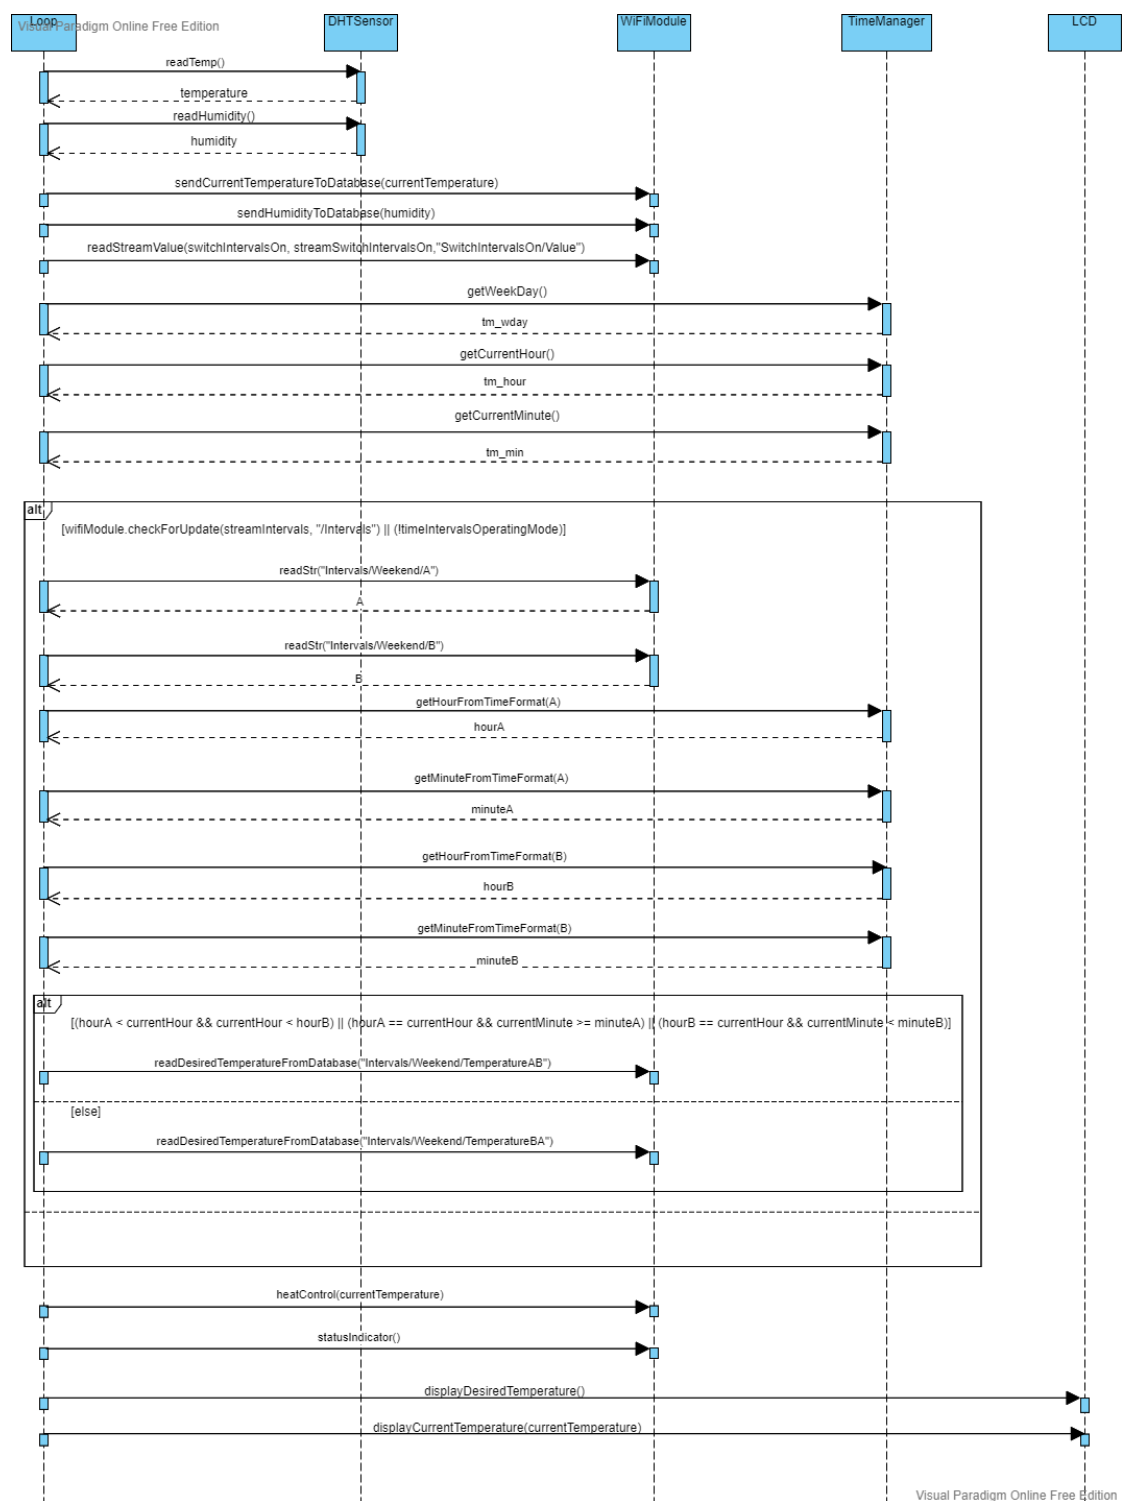 Visual Paradigm Online Free Edition
Loop
DHTSensor
WiFiModule
TimeManager
LCD
readTemp()
temperature
readHumidity()
humidity
sendCurrentTemperatureToDatabase(currentTemperature)
sendHumidityToDatabase(humidity)
readStreamValue(switchIntervalsOn, streamSwitchIntervalsOn,"SwitchIntervalsOn/Value")
getWeekDay()
tm_wday
getCurrentHour()
tm_hour
getCurrentMinute()
tm_min
alt
[wifiModule.checkForUpdate(streamIntervals, "/Intervals") || (!timeIntervalsOperatingMode)]
readStr("Intervals/Weekend/A")
A
readStr("Intervals/Weekend/B")
B
getHourFromTimeFormat(A)
hourA
getMinuteFromTimeFormat(A)
minuteA
getHourFromTimeFormat(B)
hourB
getMinuteFromTimeFormat(B)
minuteB
alt
[(hourA < currentHour && currentHour < hourB) || (hourA == currentHour && currentMinute >= minuteA) || (hourB == currentHour && currentMinute < minuteB)]
readDesiredTemperatureFromDatabase("Intervals/Weekend/TemperatureAB")
[else]
readDesiredTemperatureFromDatabase("Intervals/Weekend/TemperatureBA")
heatControl(currentTemperature)
statusIndicator()
displayDesiredTemperature()
displayCurrentTemperature(currentTemperature)
Visual Paradigm Online Free Edition